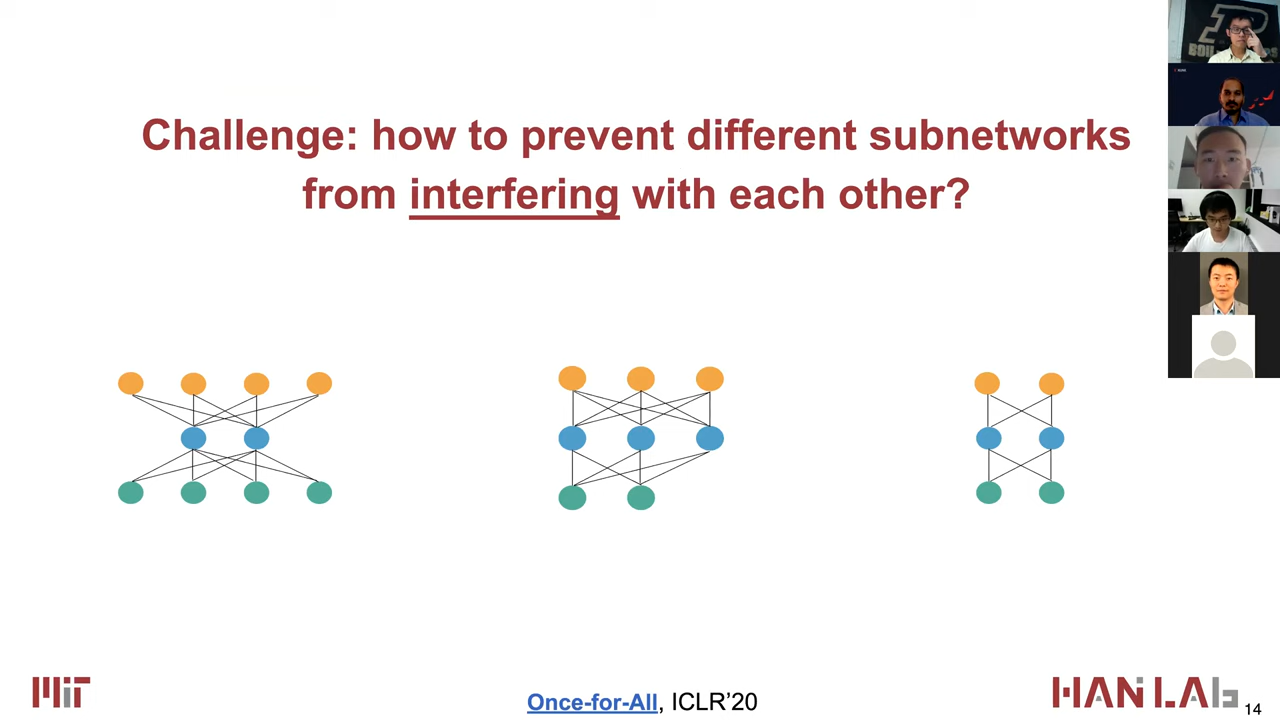 Challenge: how to prevent different subnetworks
from interfering with each other?
MIT
Once-for-All, ICLR'20
HAN LAb
14